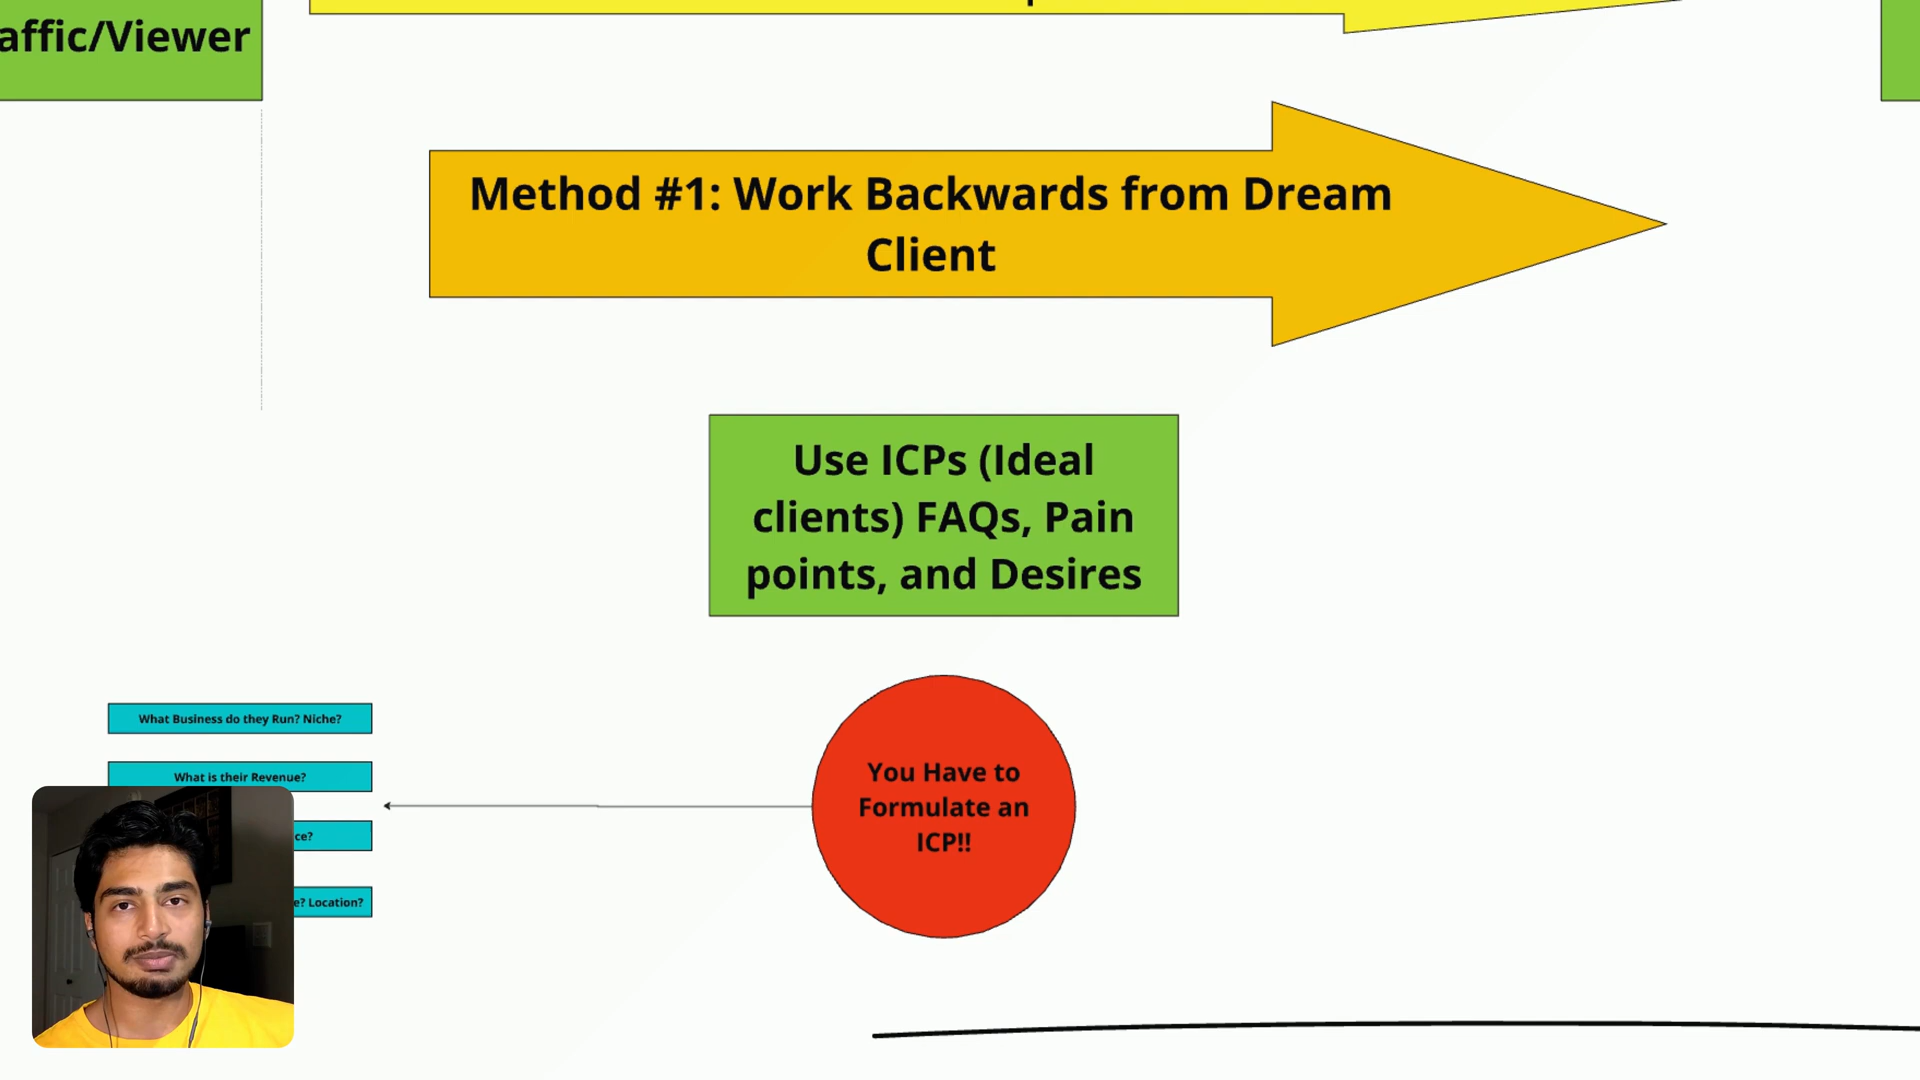 affic/Viewer
Method #1: Work Backwards from Dream
Client
Use ICPs (Ideal
clients) FAQs, Pain
points, and Desires
What Business do they Run? Niche?
What is their Revenue?
ce?
e? Location?
You Have to
Formulate an
ICP!!